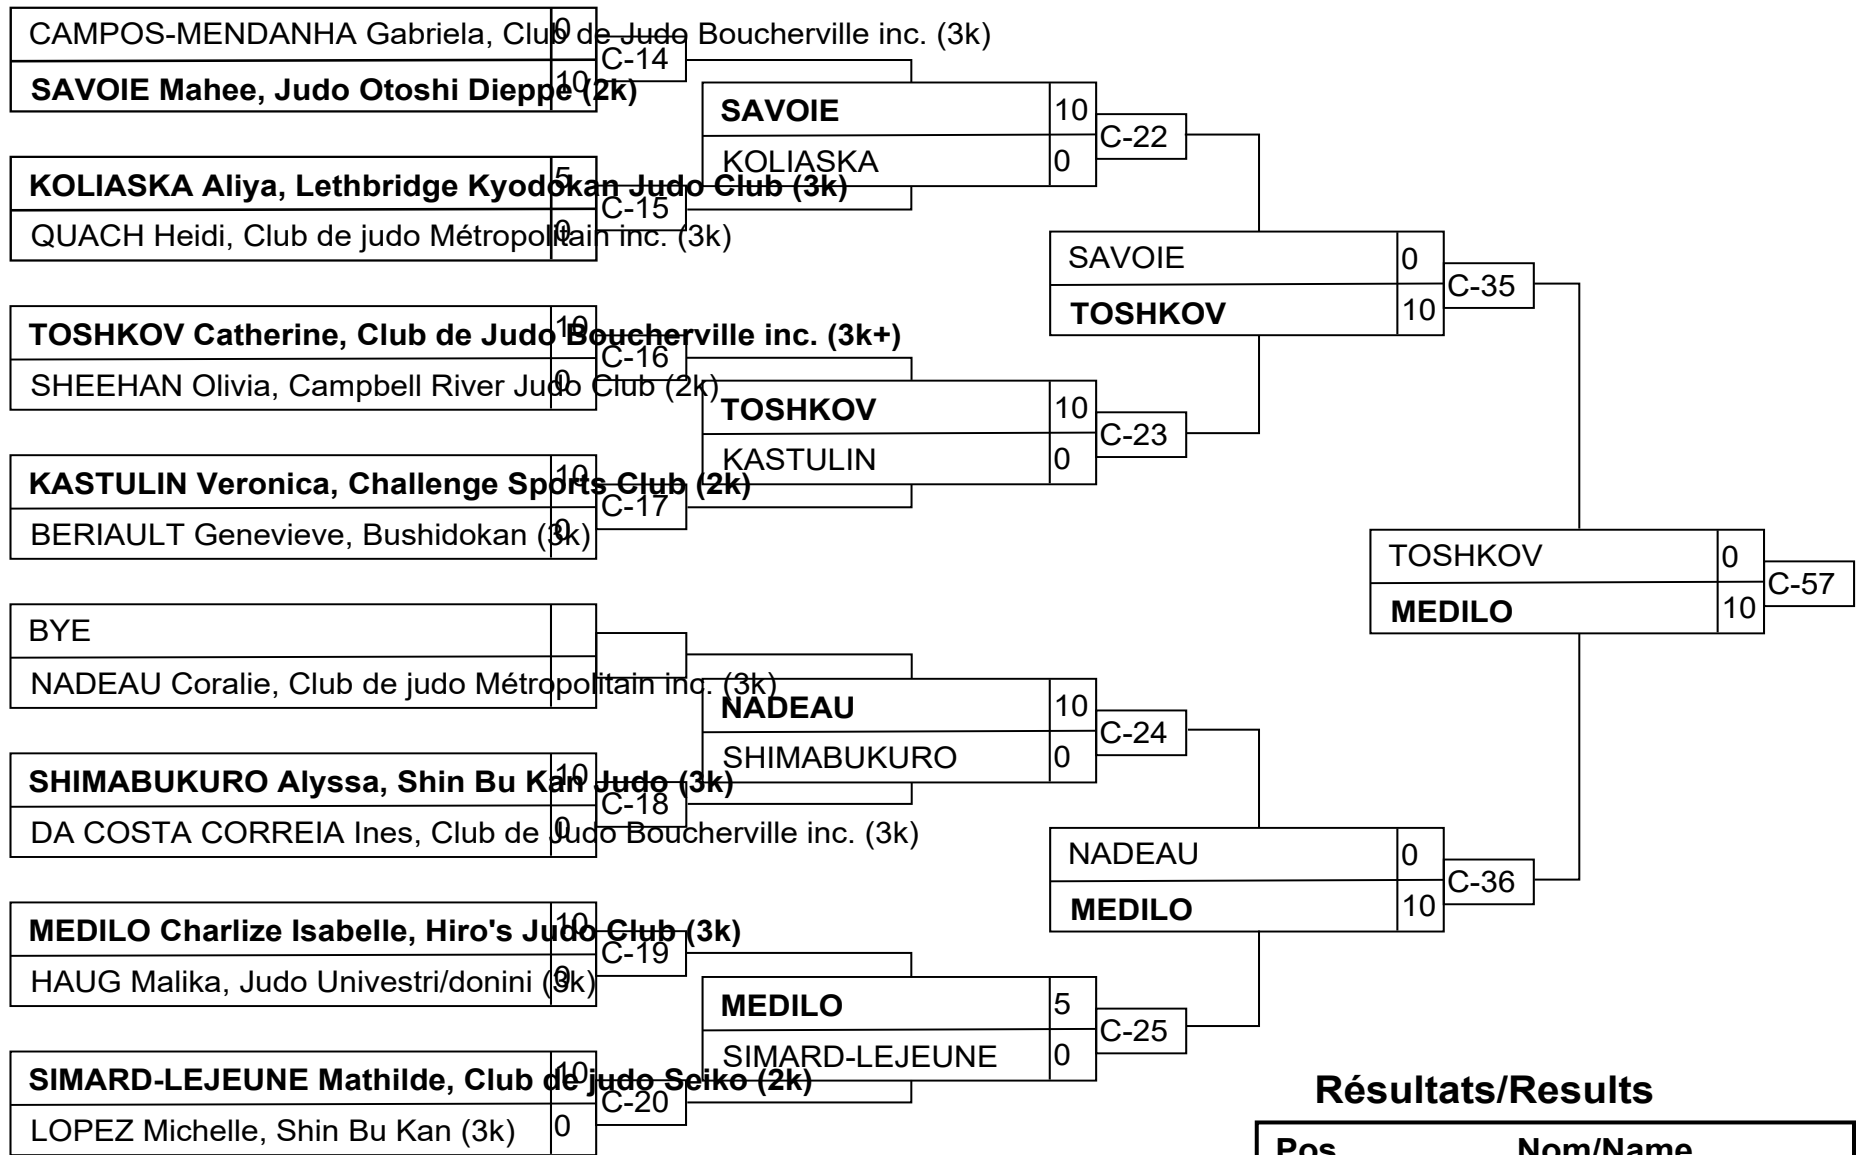 CAMPOS-MENDANHA Gabriela, Club de Judo Boucherville inc. (3k) 0
C-14
SAVOIE Mahee, Judo Otoshi Dieppe (2k) 10
SAVOIE 10
C-22
KOLIASKA 0
KOLIASKA Aliya, Lethbridge Kyodokan Judo Club (3k) 5
C-15
QUACH Heidi, Club de judo Métropolitain inc. (3k) 0
SAVOIE 0
C-35
TOSHKOV 10
TOSHKOV Catherine, Club de Judo Boucherville inc. (3k+) 10
C-16
SHEEHAN Olivia, Campbell River Judo Club (2k) 0
TOSHKOV 10
C-23
KASTULIN 0
KASTULIN Veronica, Challenge Sports Club (2k) 10
C-17
BERIAULT Genevieve, Bushidokan (3k) 0
TOSHKOV 0
C-57
MEDILO 10
BYE
NADEAU Coralie, Club de judo Métropolitain inc. (3k)
NADEAU 10
C-24
SHIMABUKURO 0
SHIMABUKURO Alyssa, Shin Bu Kan Judo (3k) 10
C-18
DA COSTA CORREIA Ines, Club de Judo Boucherville inc. (3k) 0
NADEAU 0
C-36
MEDILO 10
MEDILO Charlize Isabelle, Hiro's Judo Club (3k) 10
C-19
HAUG Malika, Judo Univestri/donini (3k) 0
MEDILO 5
C-25
SIMARD-LEJEUNE 0
SIMARD-LEJEUNE Mathilde, Club de judo Seiko (2k) 10
C-20
LOPEZ Michelle, Shin Bu Kan (3k) 0
Résultats/Results
Pos Nom/Name